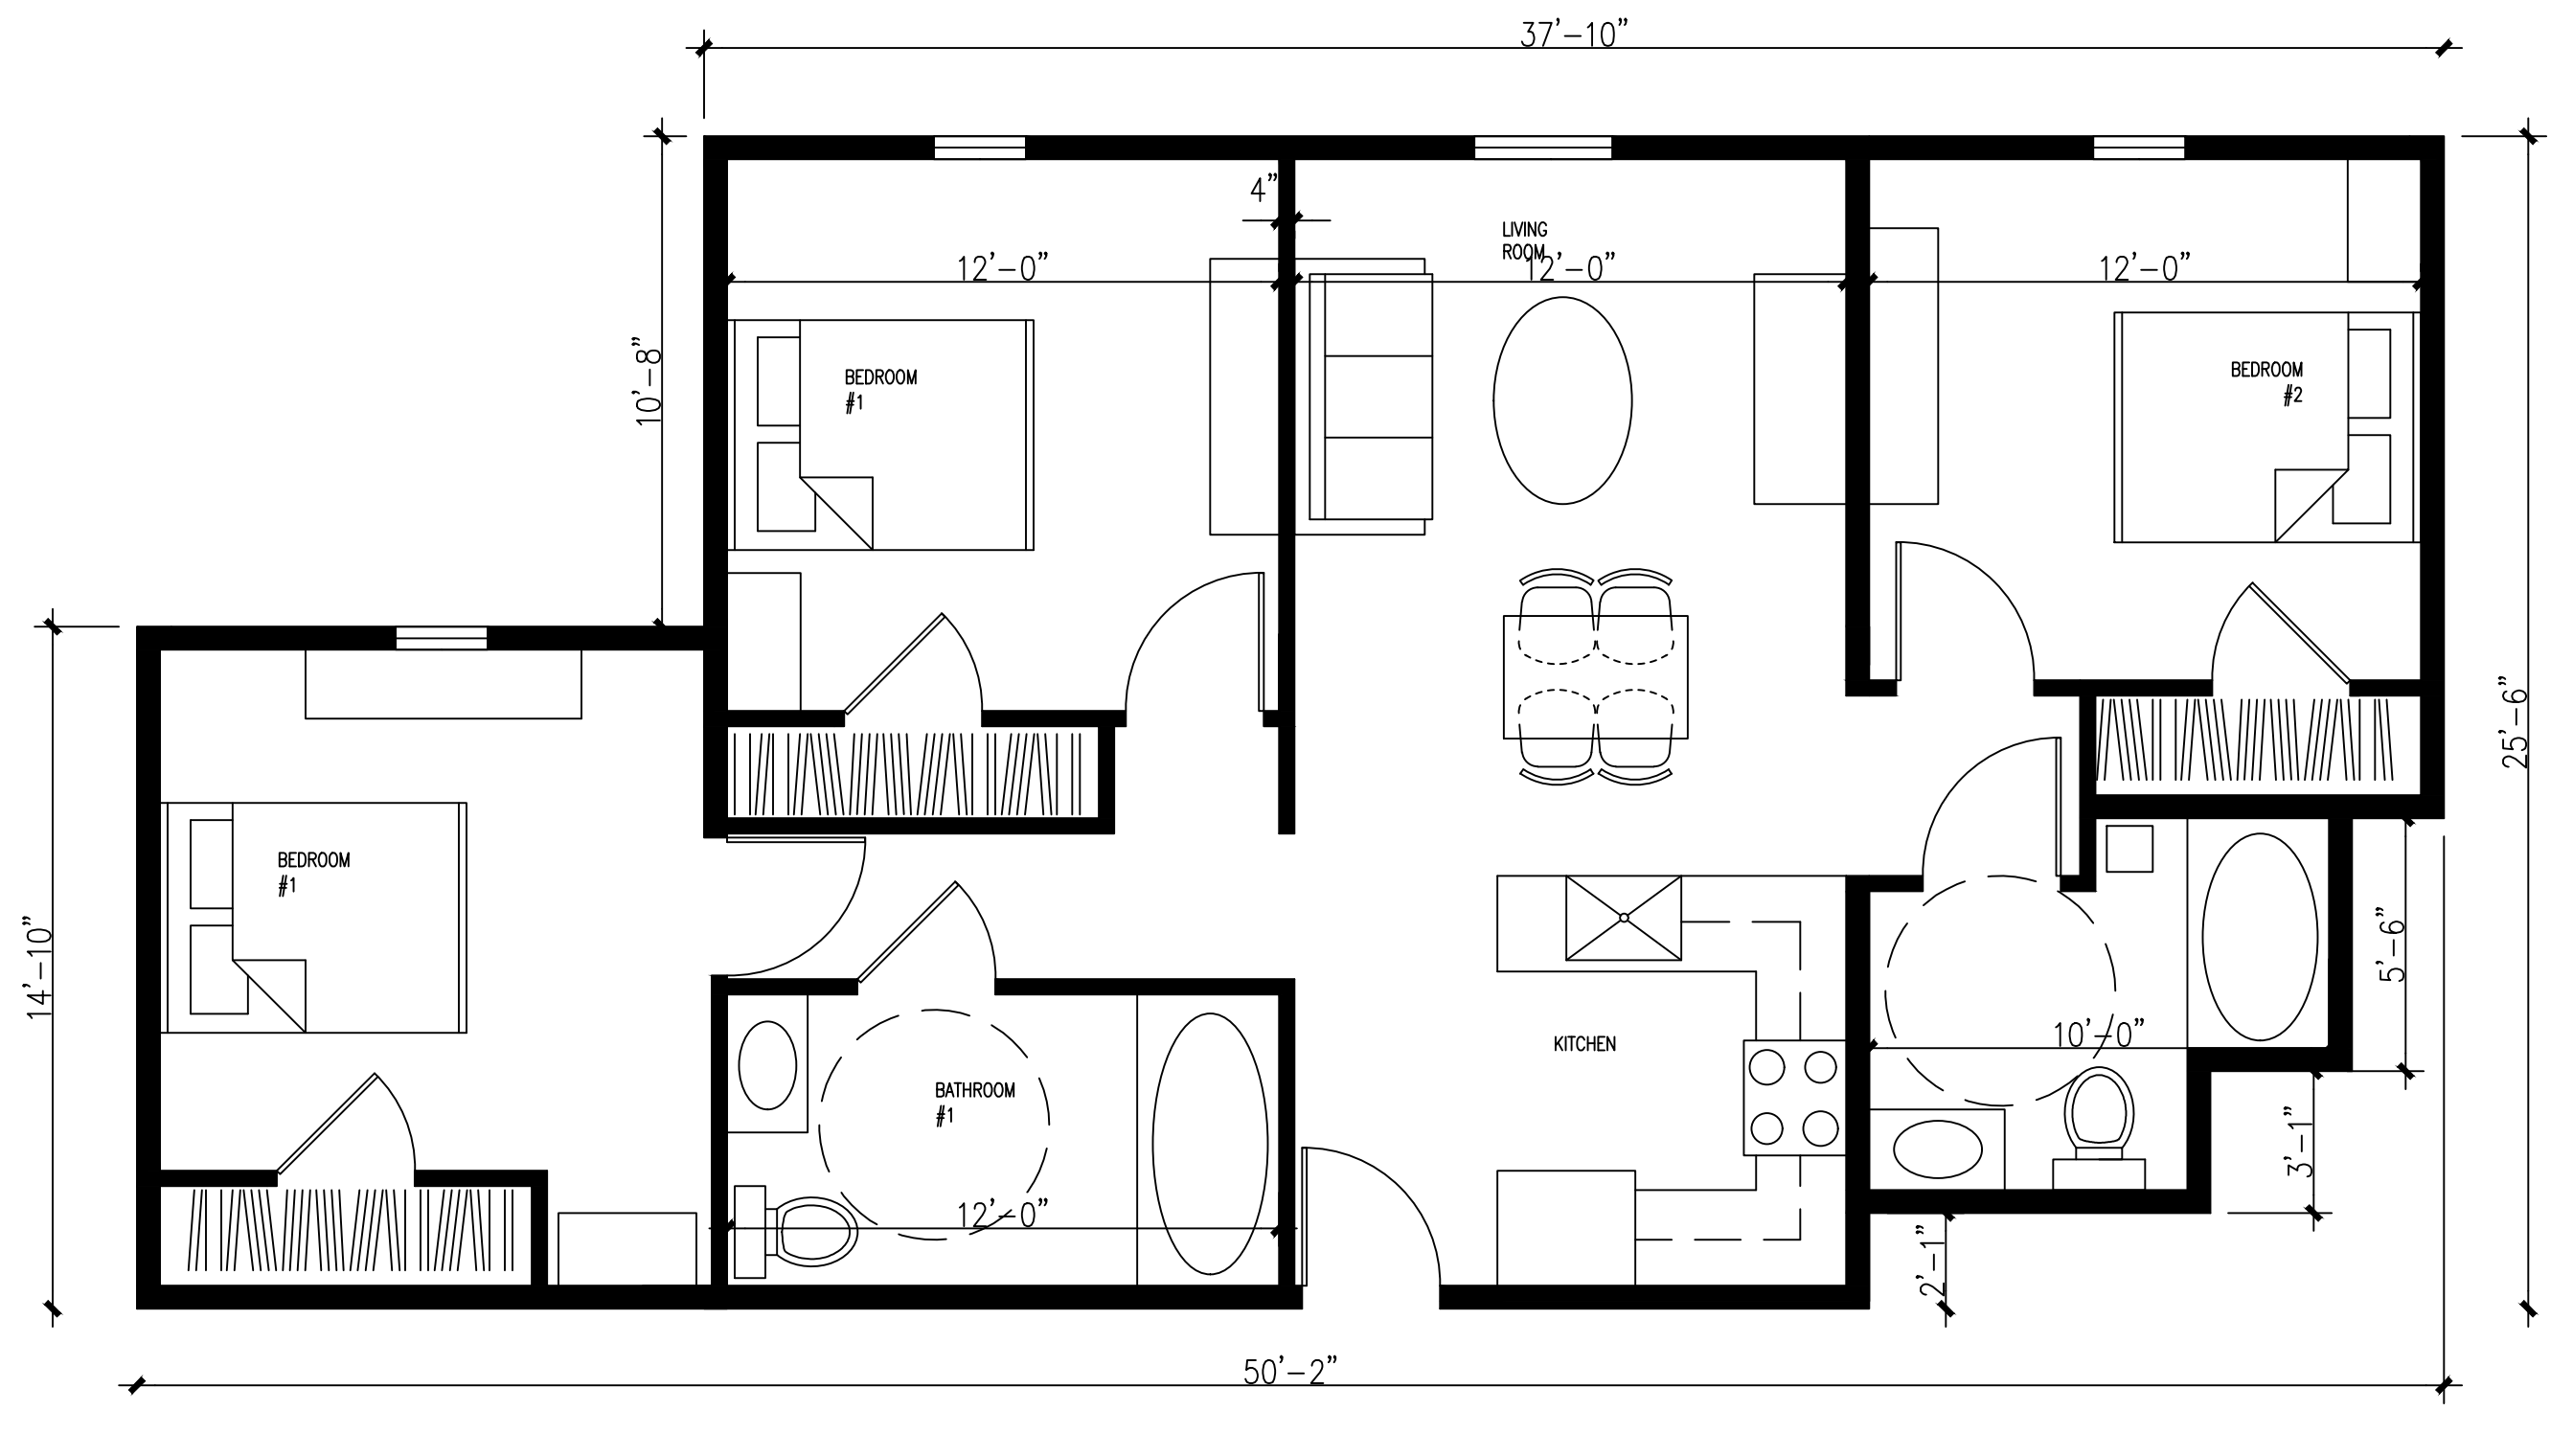 37'-10"
4"
LIVING
ROOM
12'-0"
12'-0"
12'-0"
10'-8"
BEDROOM
#1
BEDROOM
#2
25'-6"
BEDROOM
#1
14'-10"
5'-6"
KITCHEN
10'-0"
BATHROOM
#1
3'-1"
12'-0"
2'-1"
50'-2"